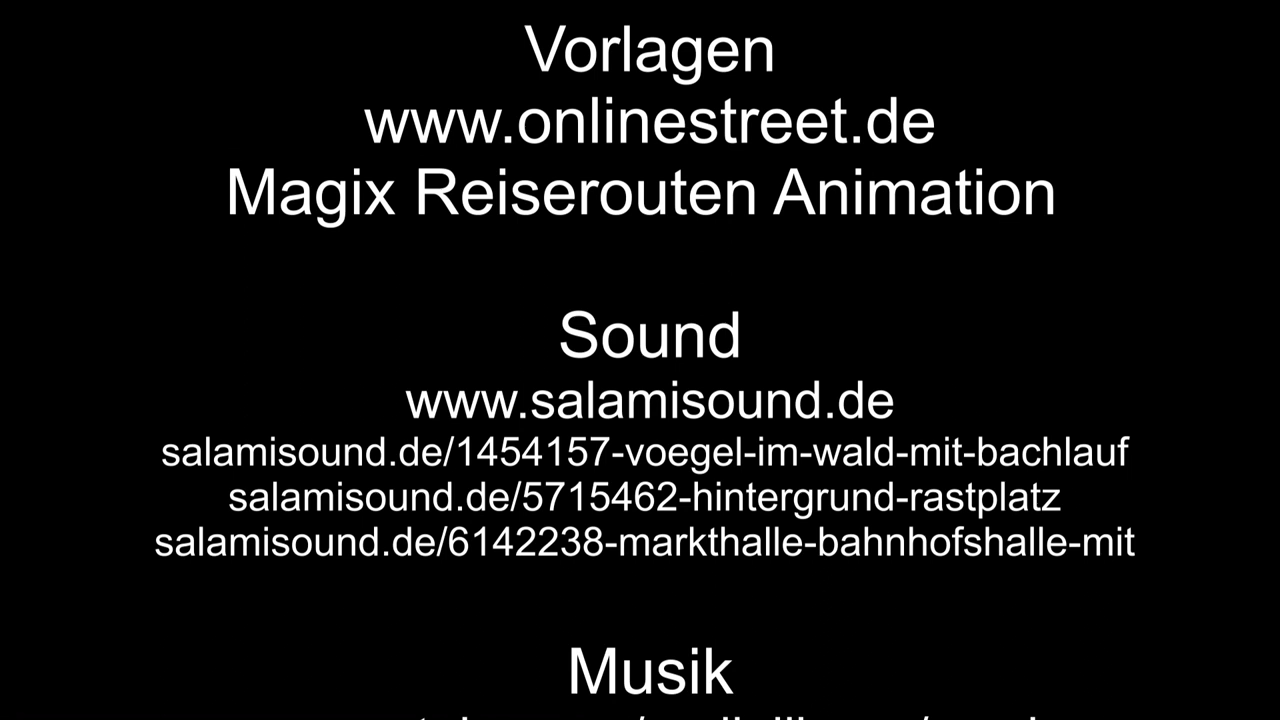 Vorlagen
www.onlinestreet.de
Magix Reiserouten Animation
Sound
www.salamisound.de
salamisound.de/1454157-voegel-im-wald-mit-bachlauf
salamisound.de/5715462-hintergrund-rastplatz
salamisound.de/6142238-markthalle-bahnhofshalle-mit
Musik